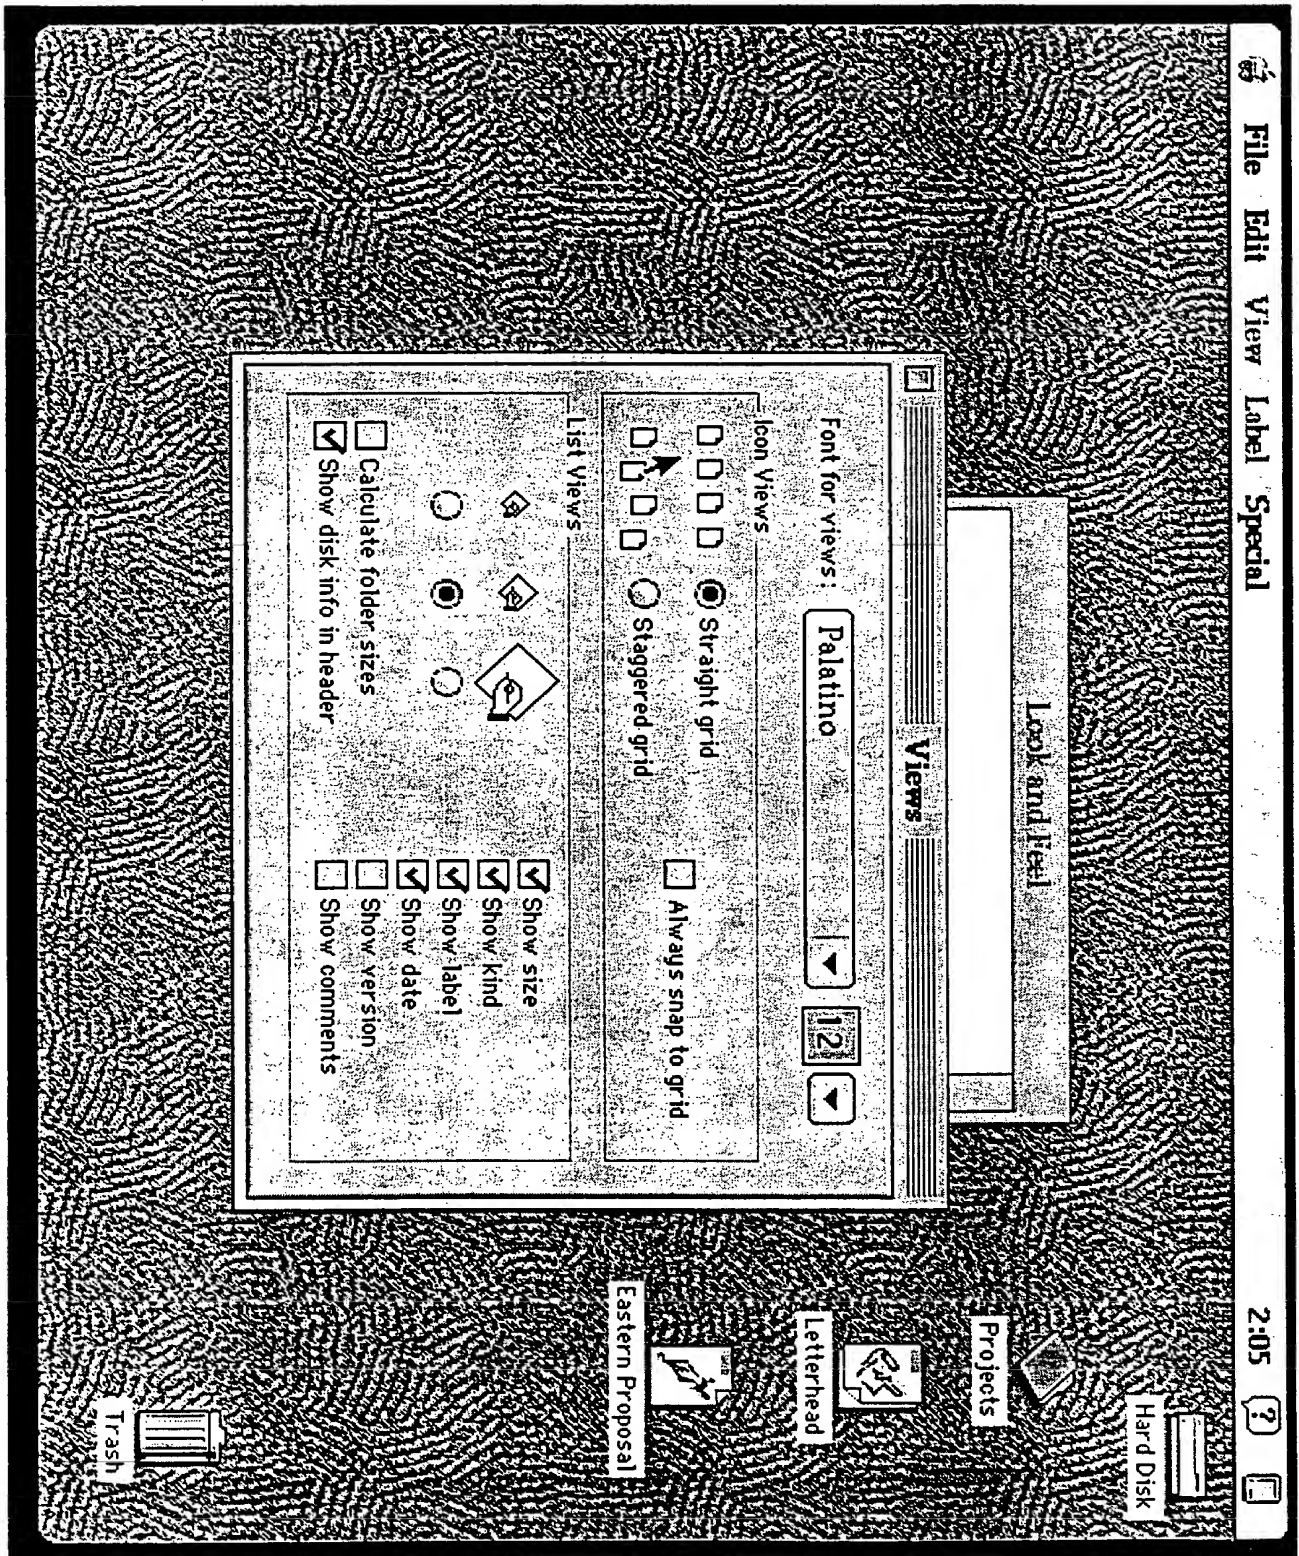 File Edit View Label Special 2:05
Hard Disk
Look and Feel
Projects
Views
Font for views: Palatino 12
Letterhead
Icon Views
Straight grid
Always snap to grid
Staggered grid
Eastern Proposal
List Views
Show size
Show kind
Show label
Calculate folder sizes
Show date
Show disk info in header
Show version
Show comments
Trash